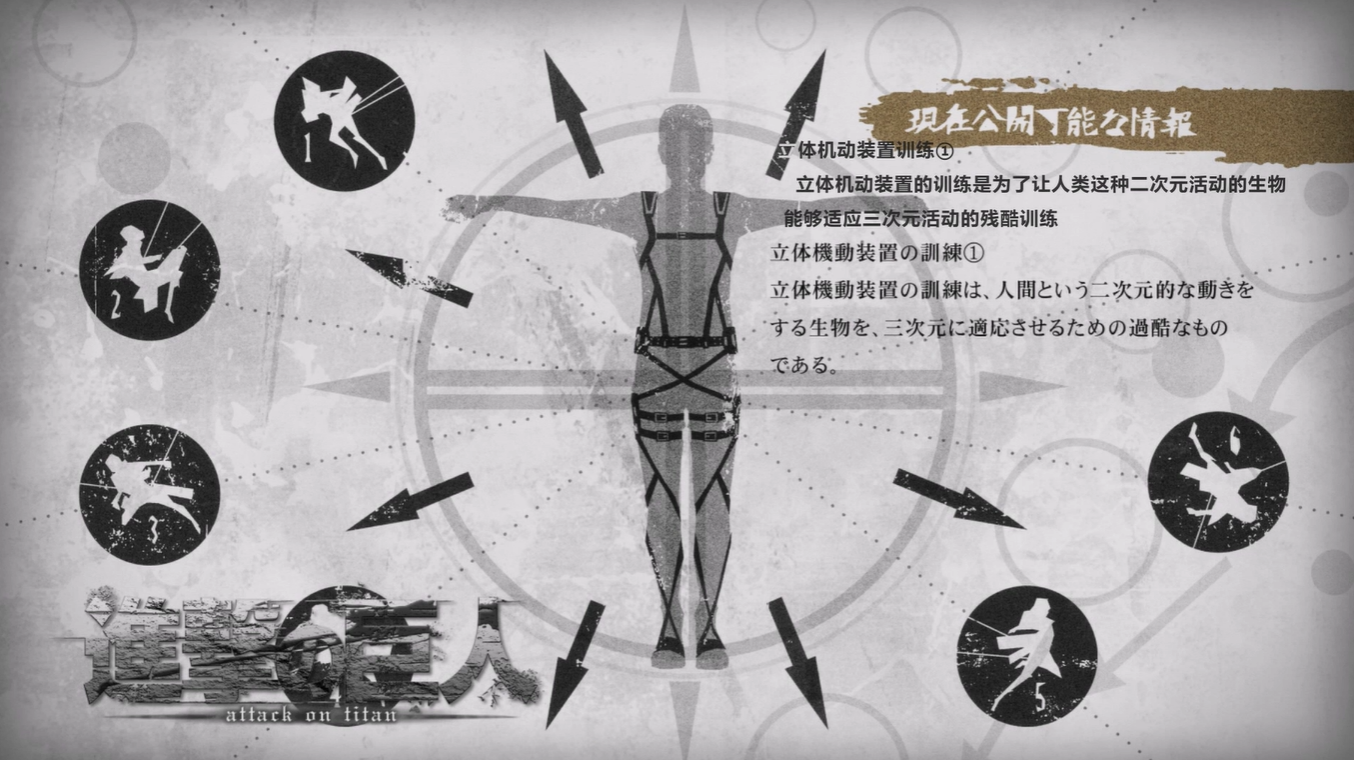 現在公開可能な情報
立体机动装置训练①
立体机动装置的训练是为了让人类这种二次元活动的生物
能够适应三次元活动的残酷训练
立体機動装置の訓練①
立体機動装置の訓練は、人間という二次元的な動きを
する生物を、三次元に適応させるための過酷なもの
である。
2
3
5
進撃の巨人
attack on titan